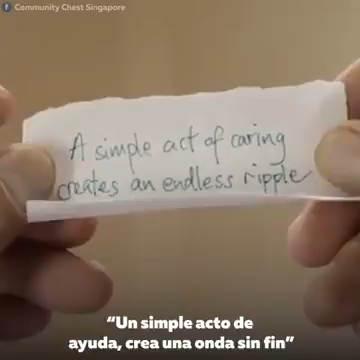 Community Chest Singapore
A simple act of caring
creates an endless ripple
“Un simple acto de
ayuda, crea una onda sin fin”